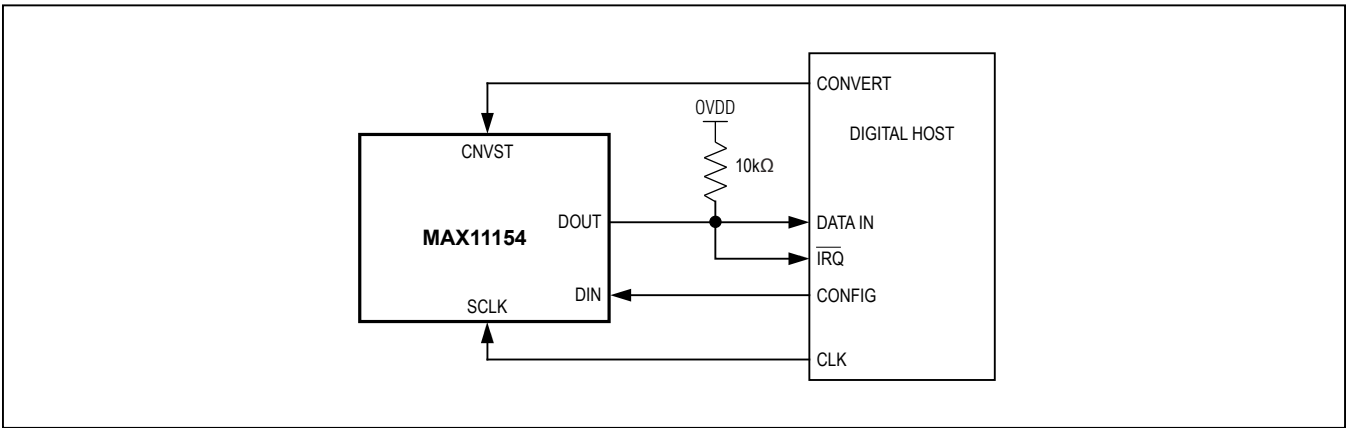 CONVERT
OVDD
DIGITAL HOST
CNVST
10kΩ
DOUT
DATA IN
MAX11154
IRQ
DIN
CONFIG
SCLK
CLK